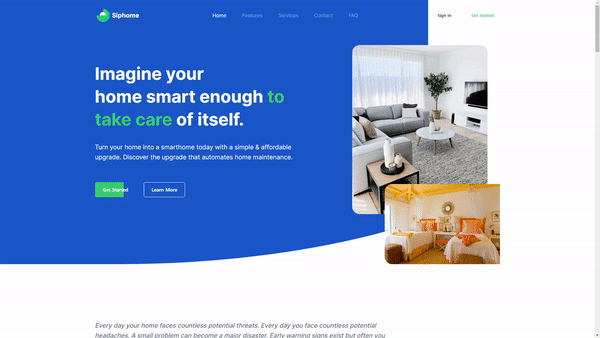 Siphome
Home Features Services Contact FAQ
Sign In Get Started
Imagine your
home smart enough to
take care of itself.
Turn your home into a smarthome today with a simple & affordable
upgrade. Discover the upgrade that automates home maintenance.
Get Started Learn More
Every day your home faces countless potential threats. Every day you face countless potential
headaches. A small problem can become a major disaster. Early warning signs exist but often you